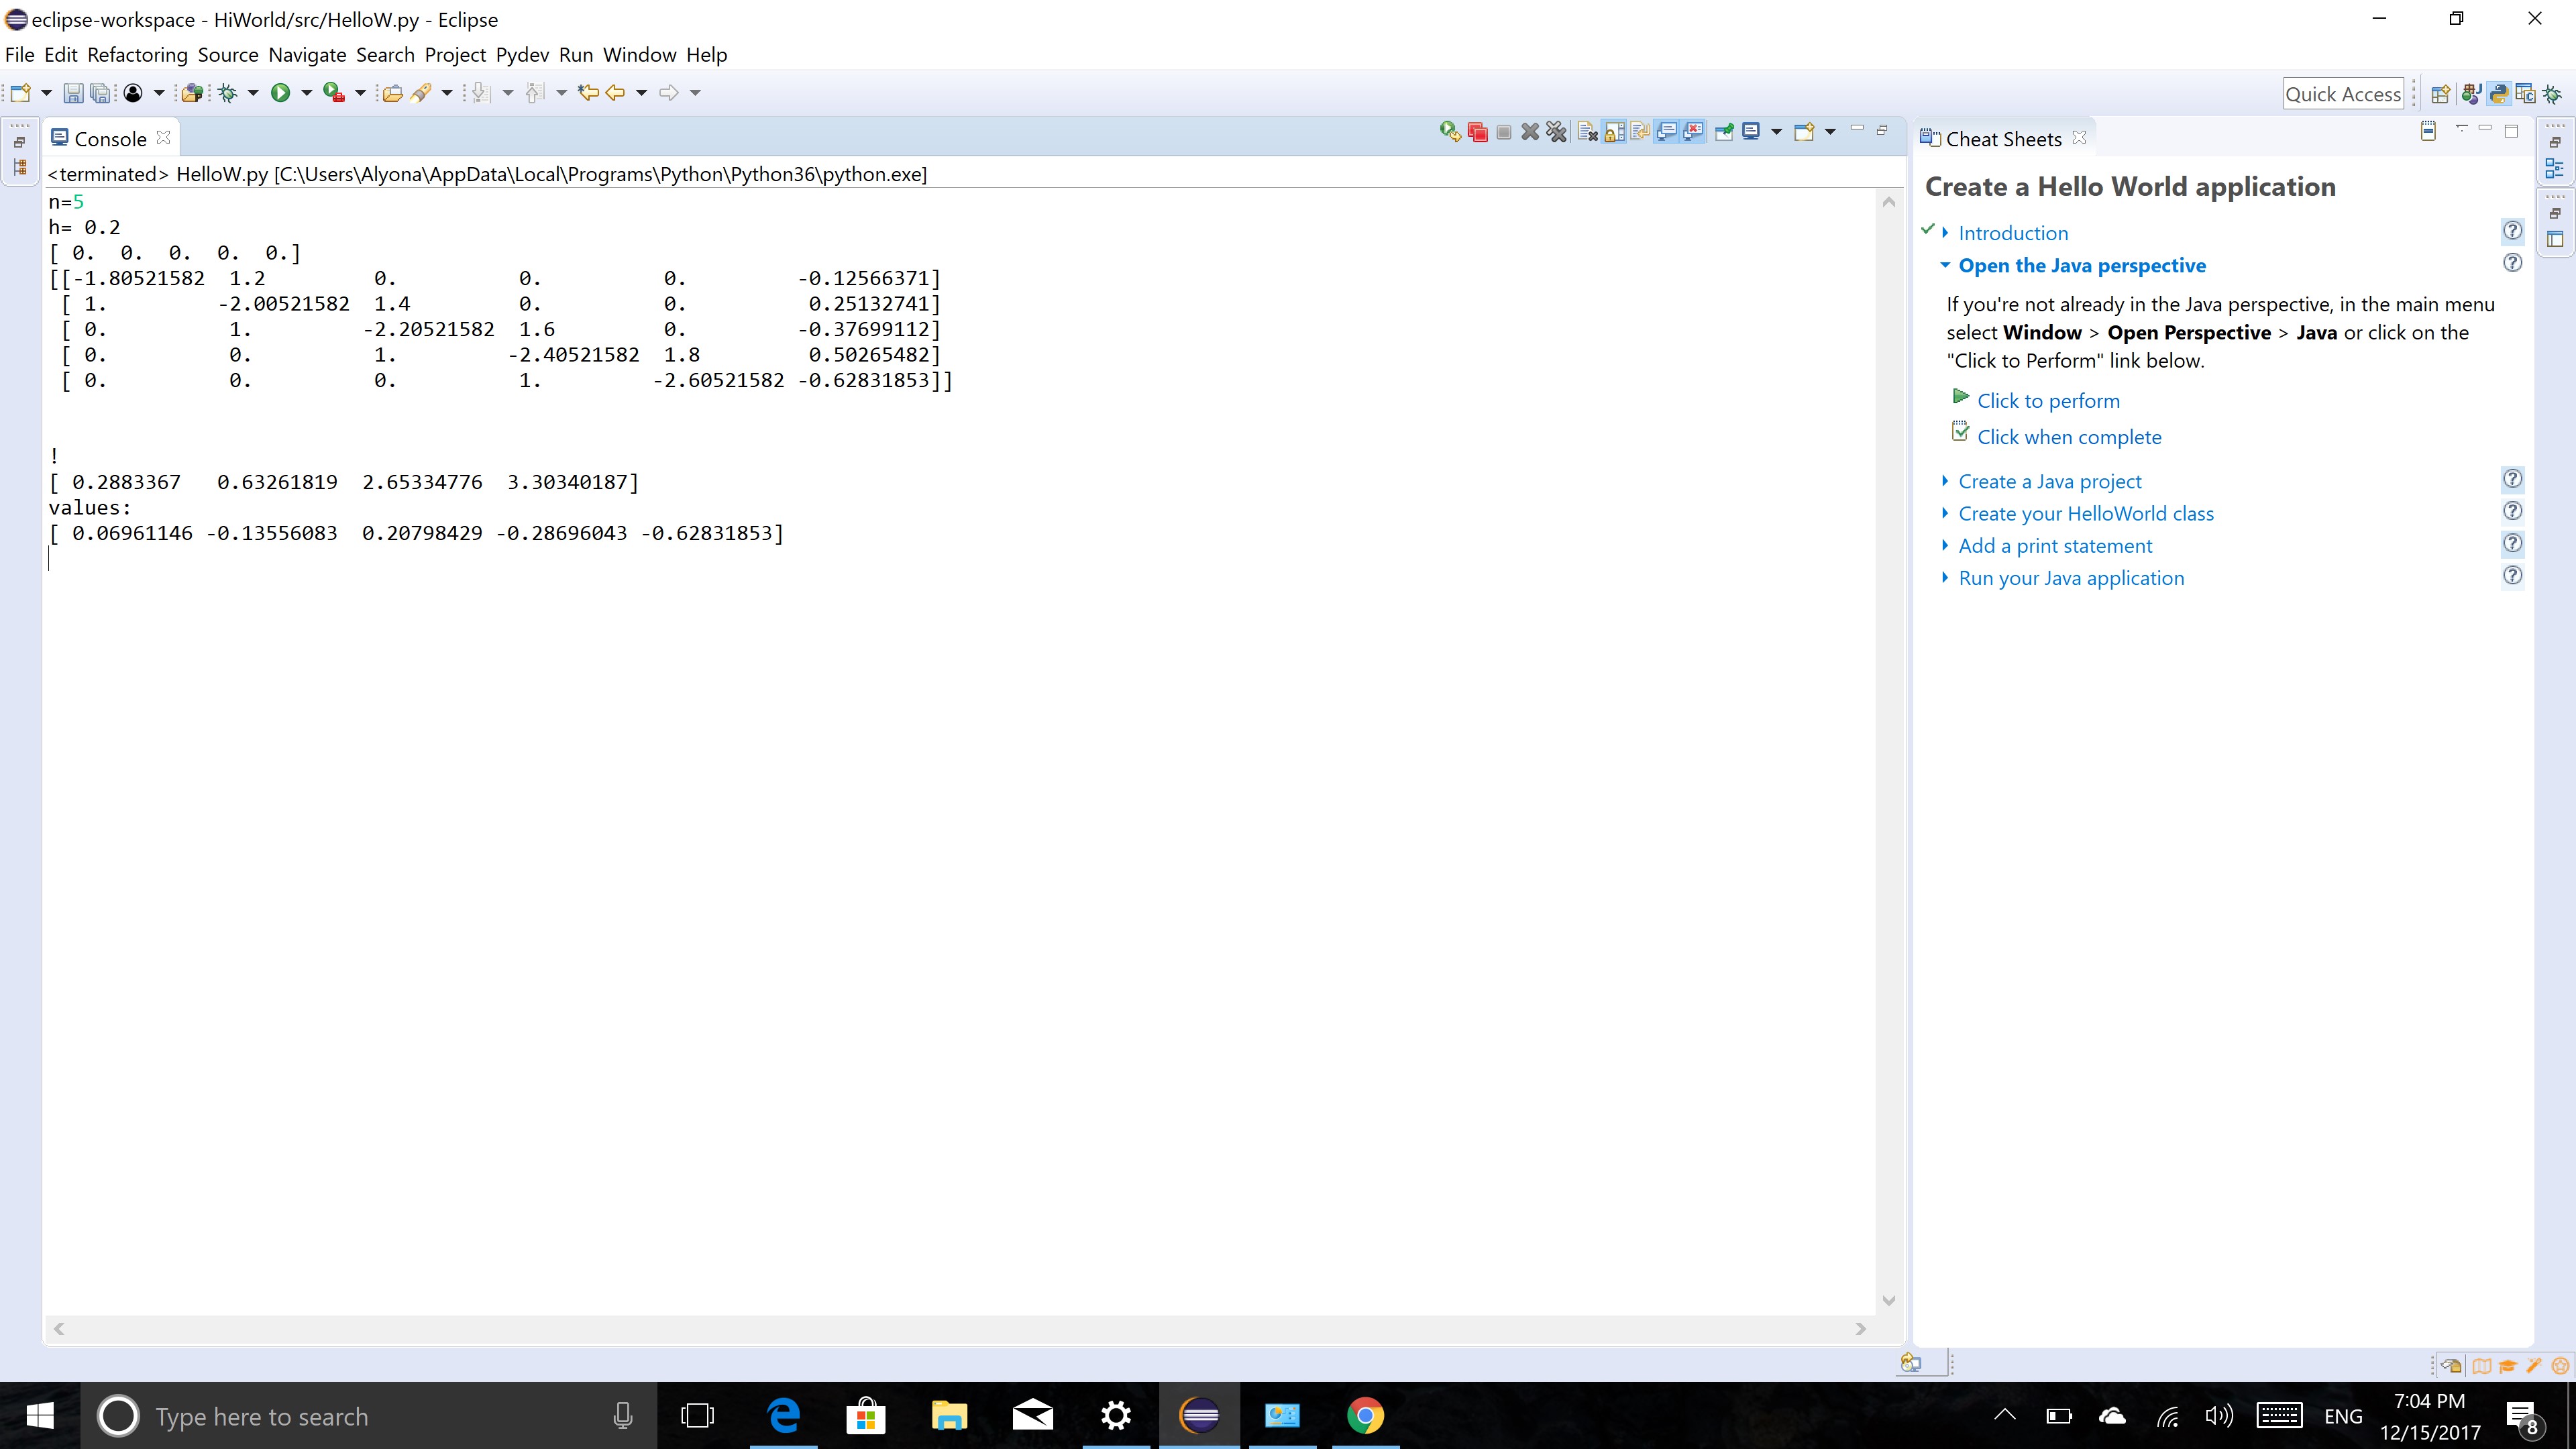 eclipse-workspace - HiWorld/src/HelloW.py - Eclipse
File Edit Refactoring Source Navigate Search Project Pydev Run Window Help
Quick Access
Console
<terminated> HelloW.py [C:\Users\Alyona\AppData\Local\Programs\Python\Python36\python.exe]
n=5
h= 0.2
[ 0.  0.  0.  0.  0.]
[[-1.80521582  1.2         0.          0.          0.         -0.12566371]
 [ 1.         -2.00521582  1.4         0.          0.          0.25132741]
 [ 0.          1.         -2.20521582  1.6         0.         -0.37699112]
 [ 0.          0.          1.         -2.40521582  1.8         0.50265482]
 [ 0.          0.          0.          1.         -2.60521582 -0.62831853]]
!
[ 0.2883367   0.63261819  2.65334776  3.30340187]
values:
[ 0.06961146 -0.13556083  0.20798429 -0.28696043 -0.62831853]
Cheat Sheets
Create a Hello World application
Introduction
Open the Java perspective
If you're not already in the Java perspective, in the main menu
select Window > Open Perspective > Java or click on the
"Click to Perform" link below.
Click to perform
Click when complete
Create a Java project
Create your HelloWorld class
Add a print statement
Run your Java application
Type here to search
ENG
7:04 PM
12/15/2017
8